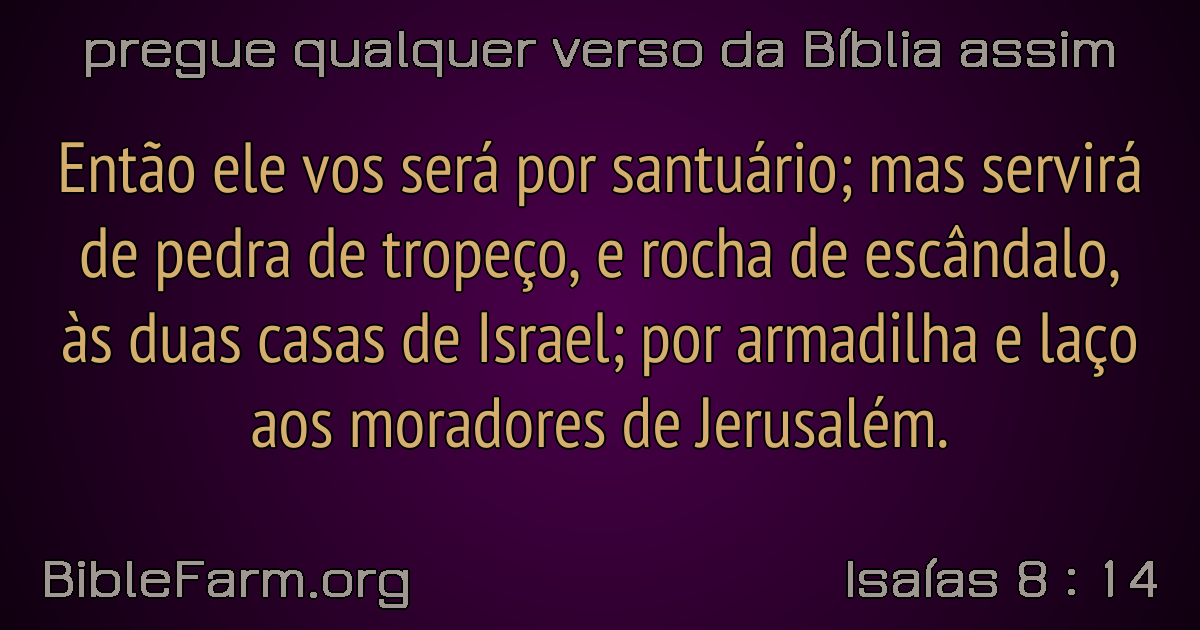 pregue qualquer verso da Bíblia assim
Então ele vos será por santuário; mas servirá
de pedra de tropeço, e rocha de escândalo,
às duas casas de Israel; por armadilha e laço
aos moradores de Jerusalém.
BibleFarm.org
Isaías 8 : 14